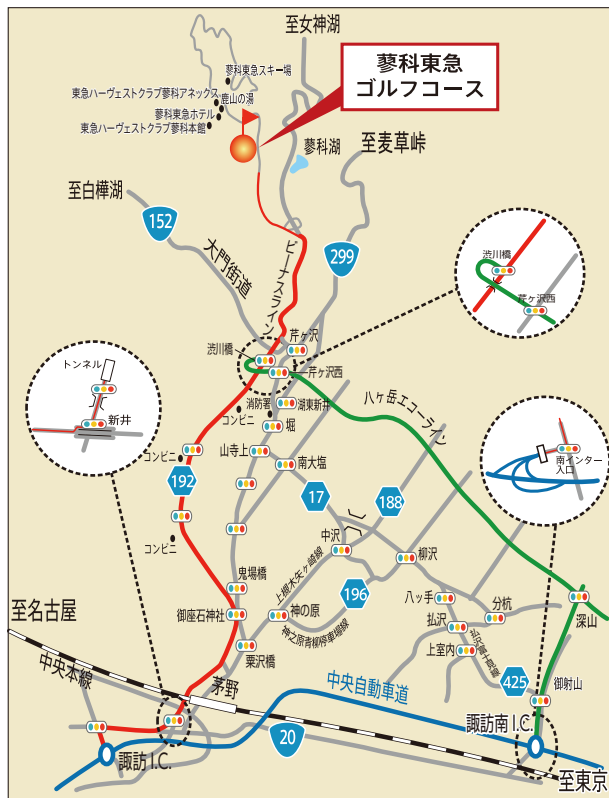 至女神湖
蓼科東急
ゴルフコース
蓼科東急スキー場
東急ハーヴェストクラブ蓼科アネックス
鹿山の湯
蓼科東急ホテル
東急ハーヴェストクラブ蓼科本館
蓼科湖
至麦草峠
至白樺湖
152
大門街道
ビーナスライン
299
渋川橋
芹ヶ沢西
芹ヶ沢
渋川橋
芹ヶ沢西
トンネル
新井
消防署
コンビニ
湖東新井
堀
八ヶ岳エコーライン
コンビニ
山寺上
南大塩
192
17
188
南インター
入口
コンビニ
中沢
柳沢
上槻木矢ヶ崎線
鬼場橋
196
八ッ手
分杭
深山
至名古屋
御座石神社
神の原
神之原青柳停車場線
払沢
払沢富士見線
上室内
粟沢橋
中央本線
茅野
中央自動車道
425
御射山
諏訪南I.C.
20
諏訪I.C.
至東京